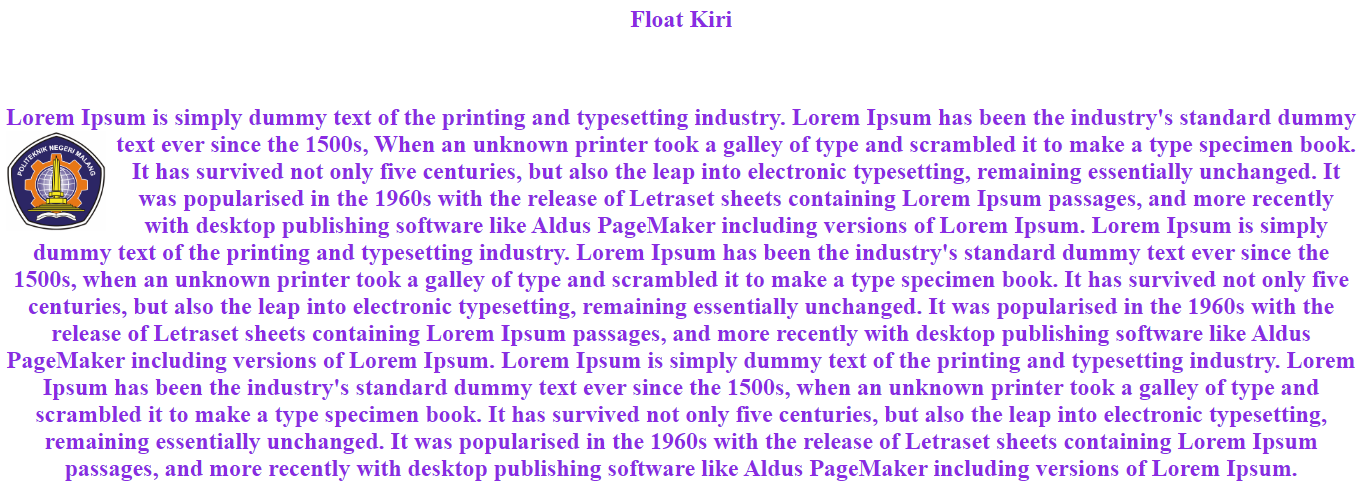 Float Kiri
Lorem Ipsum is simply dummy text of the printing and typesetting industry. Lorem Ipsum has been the industry's standard dummy
text ever since the 1500s, When an unknown printer took a galley of type and scrambled it to make a type specimen book.
POLITEKNIK NEGERI MALANG
It has survived not only five centuries, but also the leap into electronic typesetting, remaining essentially unchanged. It
was popularised in the 1960s with the release of Letraset sheets containing Lorem Ipsum passages, and more recently
with desktop publishing software like Aldus PageMaker including versions of Lorem Ipsum. Lorem Ipsum is simply
dummy text of the printing and typesetting industry. Lorem Ipsum has been the industry's standard dummy text ever since the
1500s, when an unknown printer took a galley of type and scrambled it to make a type specimen book. It has survived not only five
centuries, but also the leap into electronic typesetting, remaining essentially unchanged. It was popularised in the 1960s with the
release of Letraset sheets containing Lorem Ipsum passages, and more recently with desktop publishing software like Aldus
PageMaker including versions of Lorem Ipsum. Lorem Ipsum is simply dummy text of the printing and typesetting industry. Lorem
Ipsum has been the industry's standard dummy text ever since the 1500s, when an unknown printer took a galley of type and
scrambled it to make a type specimen book. It has survived not only five centuries, but also the leap into electronic typesetting,
remaining essentially unchanged. It was popularised in the 1960s with the release of Letraset sheets containing Lorem Ipsum
passages, and more recently with desktop publishing software like Aldus PageMaker including versions of Lorem Ipsum.